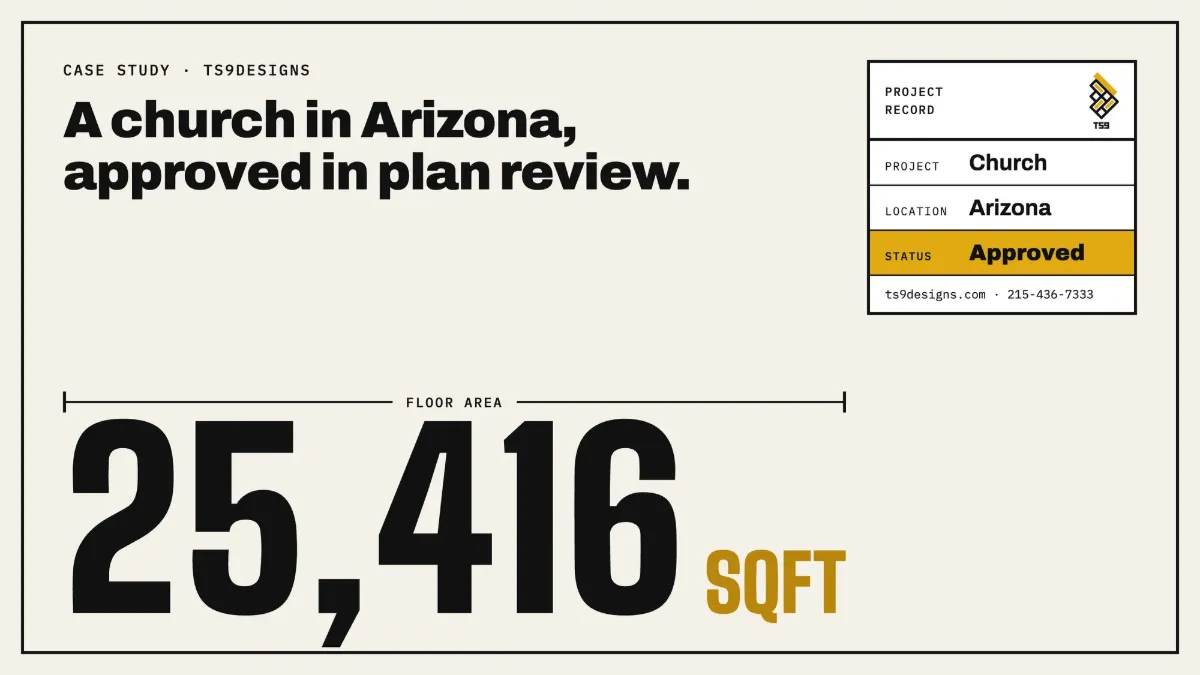 CASE STUDY · TS9DESIGNS
A church in Arizona,
approved in plan review.
PROJECT
RECORD
TS9
PROJECT Church
LOCATION Arizona
STATUS Approved
ts9designs.com · 215-436-7333
FLOOR AREA
25,416 SQFT